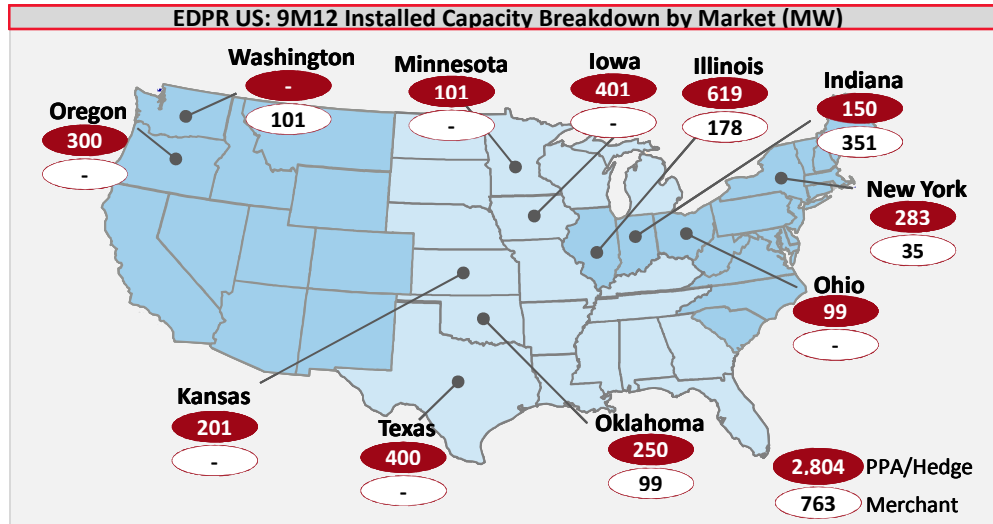 EDPR US: 9M12 Installed Capacity Breakdown by Market (MW)
Washington
-
101
Minnesota
101
-
Iowa
401
-
Illinois
619
178
Indiana
150
351
Oregon
300
-
New York
283
35
Ohio
99
-
Kansas
201
-
Texas
400
-
Oklahoma
250
99
2,804 PPA/Hedge
763 Merchant